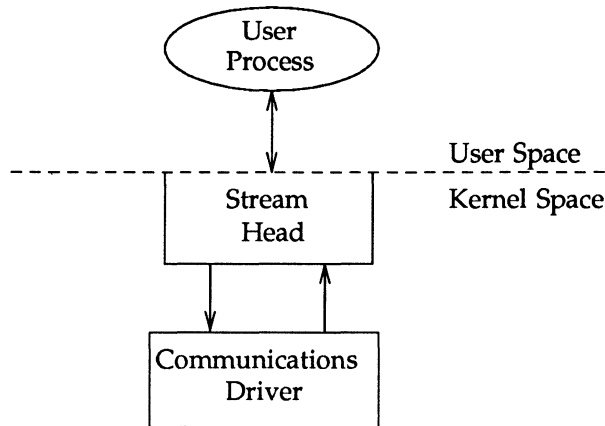 User
Process
User Space
Kernel Space
Stream
Head
Communications
Driver